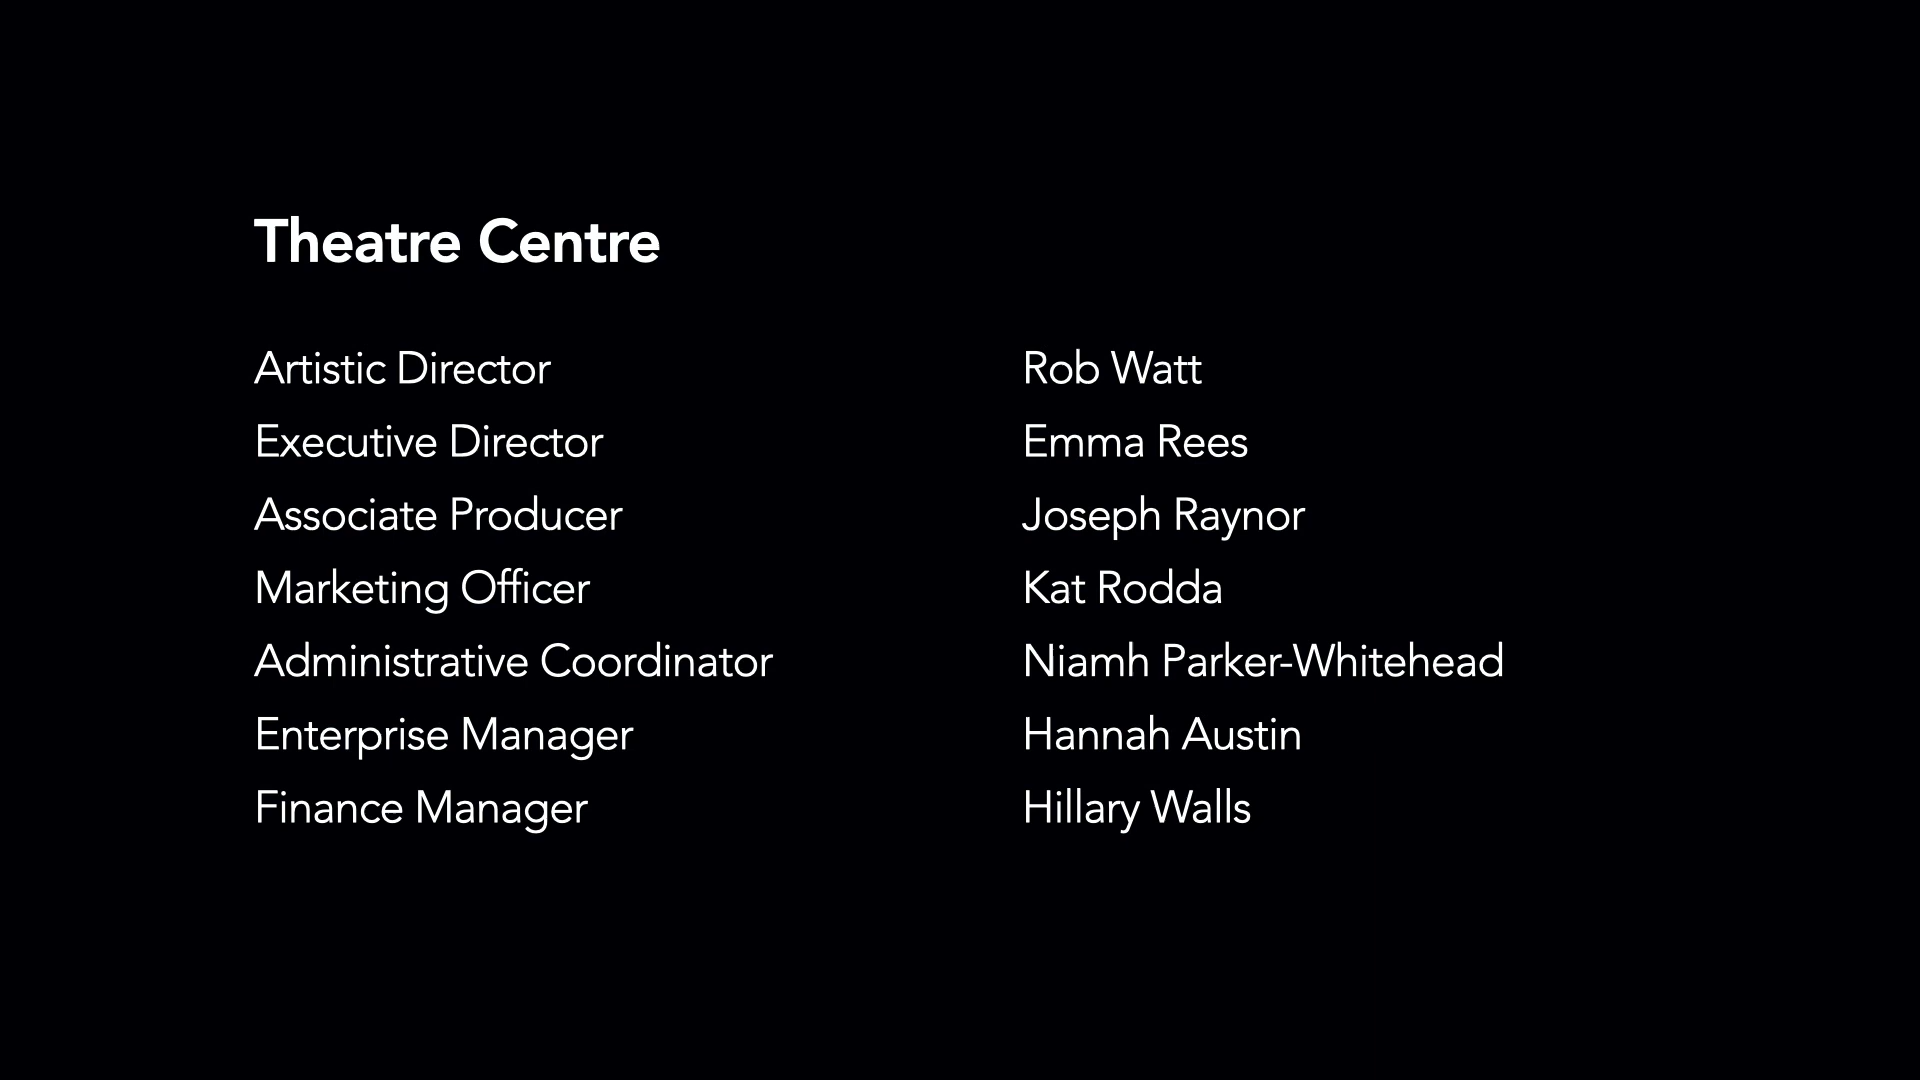 Theatre Centre
Artistic Director Rob Watt
Executive Director Emma Rees
Associate Producer Joseph Raynor
Marketing Officer Kat Rodda
Administrative Coordinator Niamh Parker-Whitehead
Enterprise Manager Hannah Austin
Finance Manager Hillary Walls